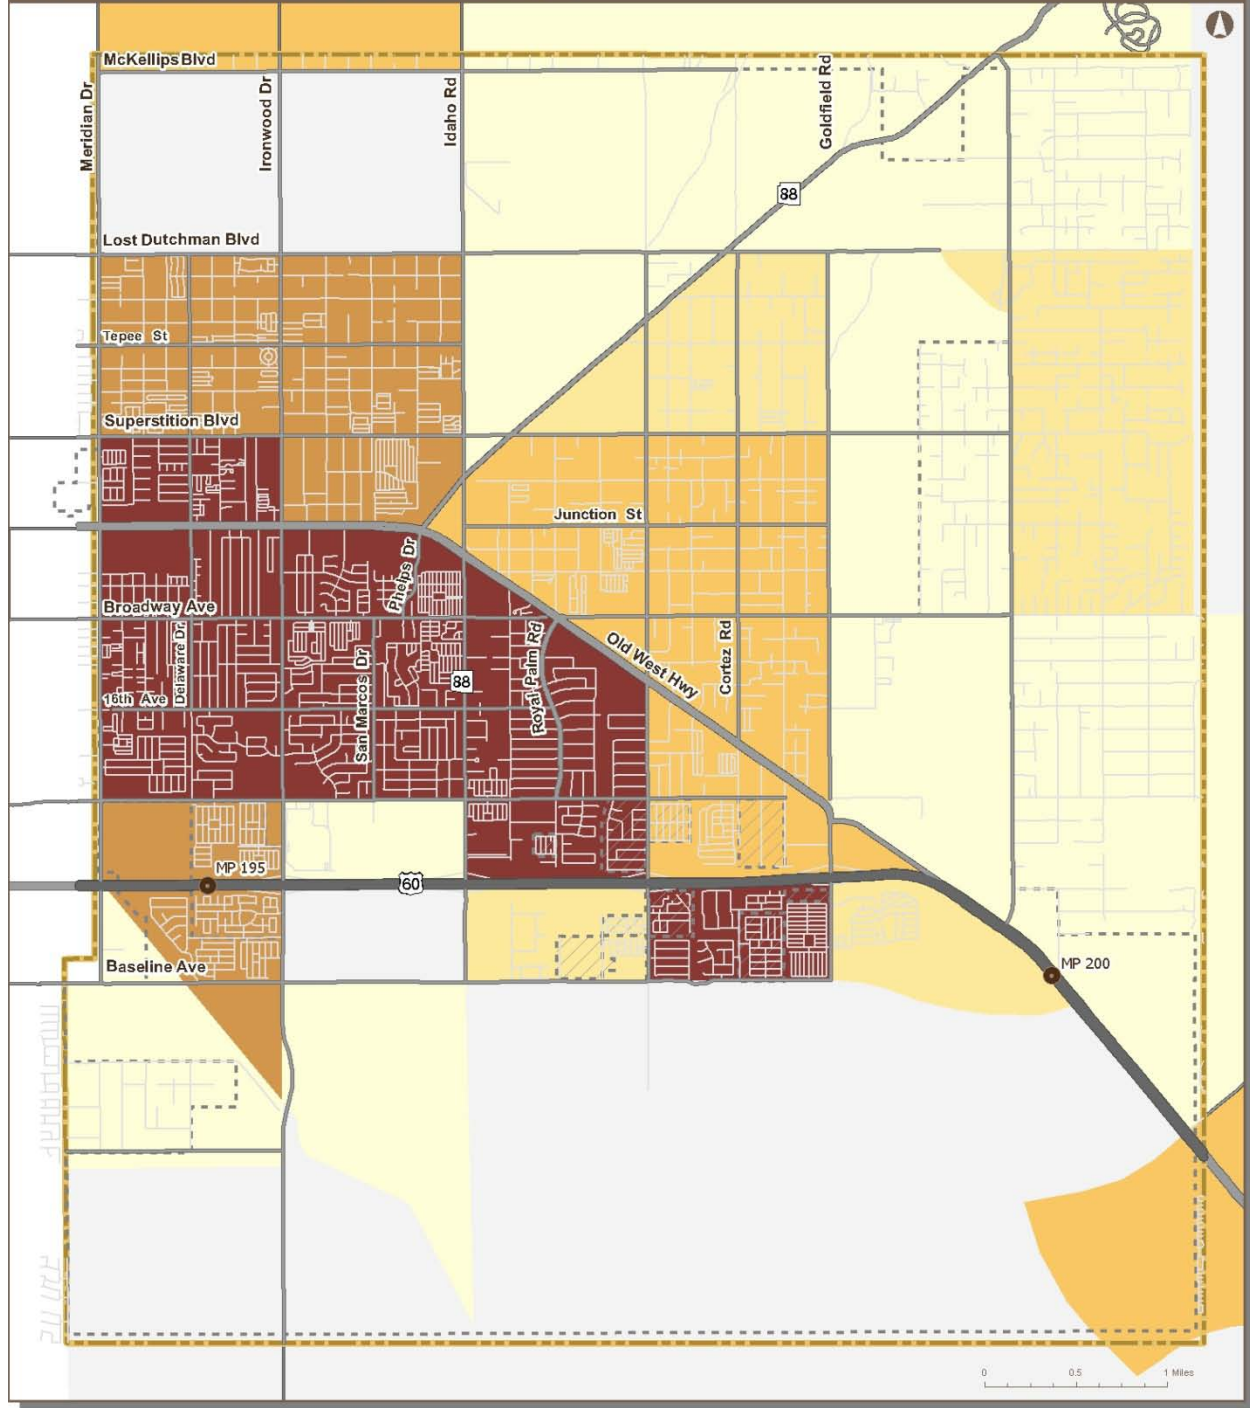 McKellips Blvd
Meridian Dr
Ironwood Dr
Idaho Rd
Goldfield Rd
88
Lost Dutchman Blvd
Tepee St
Superstition Blvd
Junction St
Phelps Dr
Broadway Ave
Delaware Dr
San Marcos Dr
88
Royal Palm Rd
Old West Hwy
Cortez Rd
16th Ave
MP 195
60
Baseline Ave
MP 200
0 0.5 1 Miles